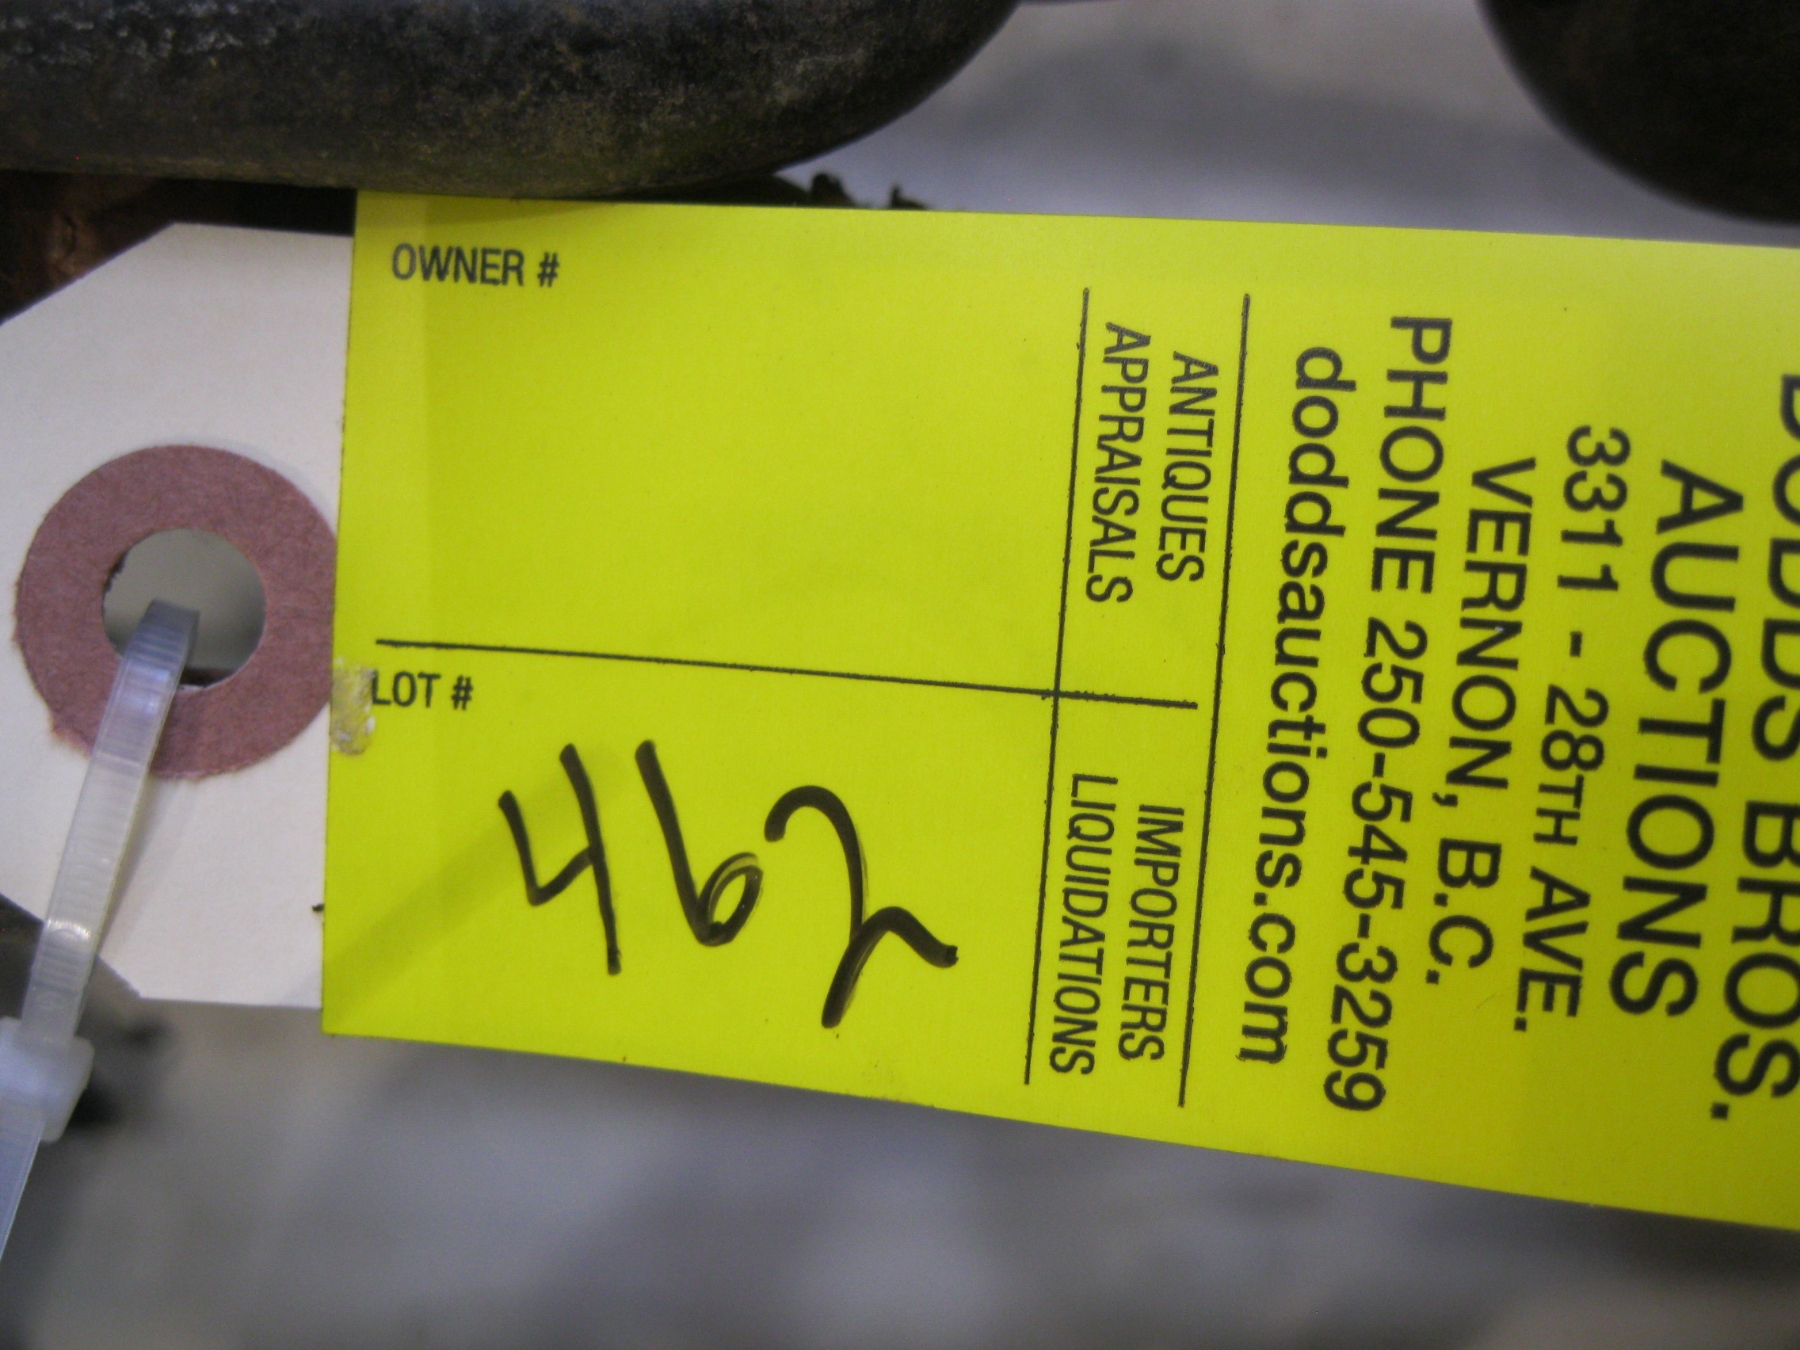 DODDS BROS.
AUCTIONS
3311 - 28TH AVE.
VERNON, B.C.
PHONE 250-545-3259
doddsauctions.com
ANTIQUES
APPRAISALS
IMPORTERS
LIQUIDATIONS
OWNER #
LOT #
462